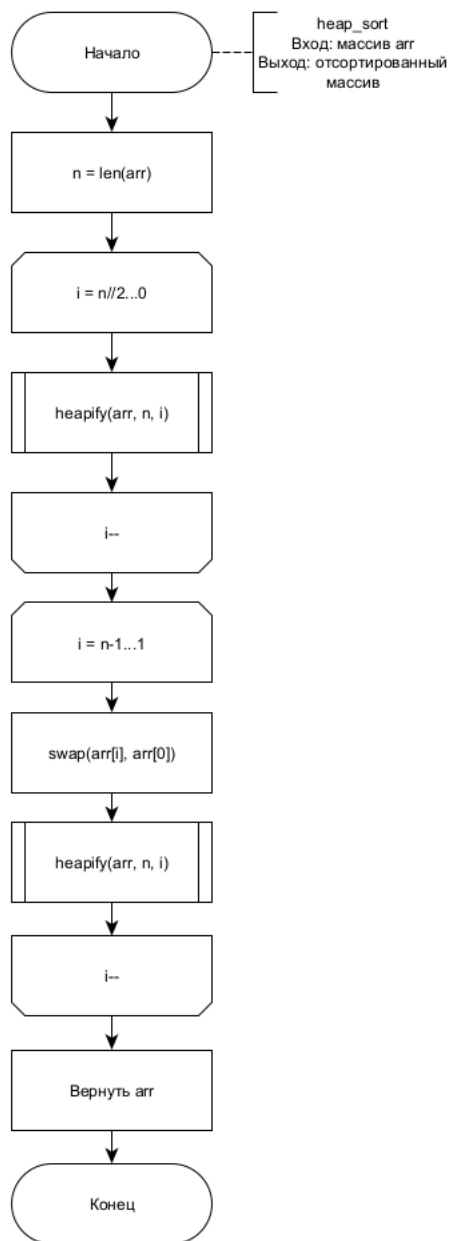 Начало
heap_sort
Вход: массив arr
Выход: отсортированный
массив
n = len(arr)
i = n//2...0
heapify(arr, n, i)
i--
i = n-1...1
swap(arr[i], arr[0])
heapify(arr, n, i)
i--
Вернуть arr
Конец